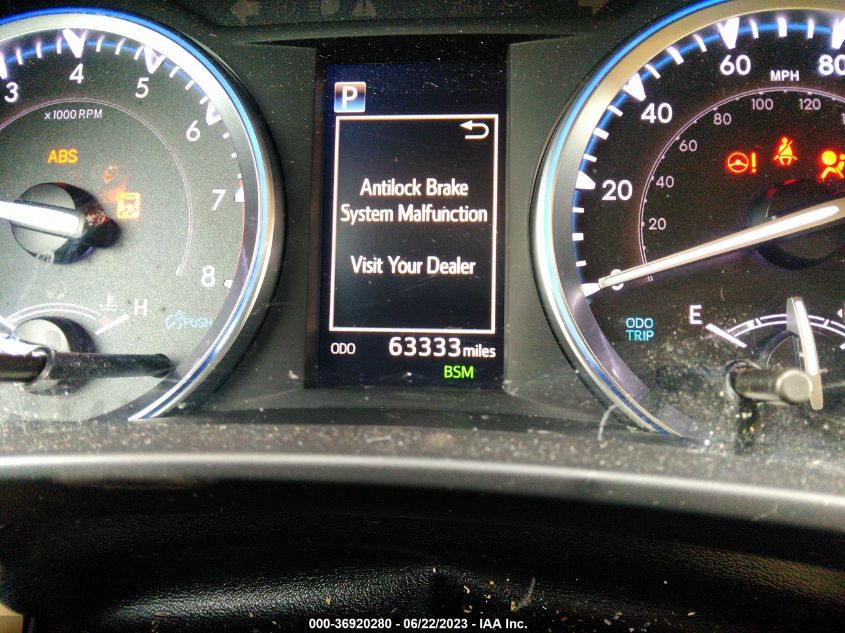 3
4
5
6
7
8
x1000 RPM
ABS
H
PUSH
P
Antilock Brake
System Malfunction
Visit Your Dealer
ODO 63333 miles
BSM
0
20
40
60
80
MPH
20
40
60
80
100
120
ODO
TRIP
E
000-36920280 - 06/22/2023 - IAA Inc.